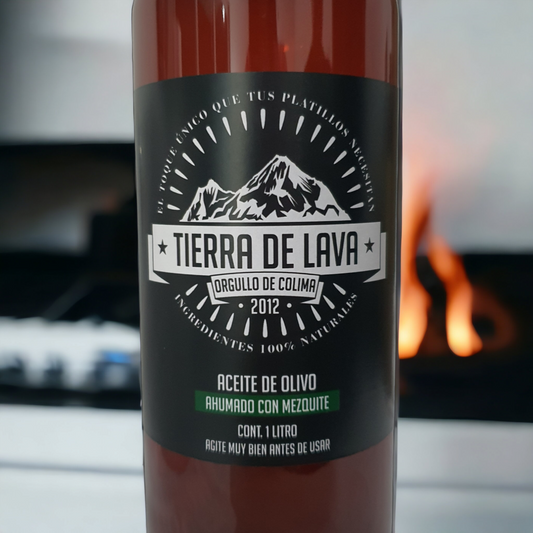 EL TOQUE ÚNICO QUE TUS PLATILLOS NECESITAN
TIERRA DE LAVA
ORGULLO DE COLIMA
2012
INGREDIENTES 100% NATURALES
ACEITE DE OLIVO
AHUMADO CON MEZQUITE
CONT. 1 LITRO
AGITE MUY BIEN ANTES DE USAR